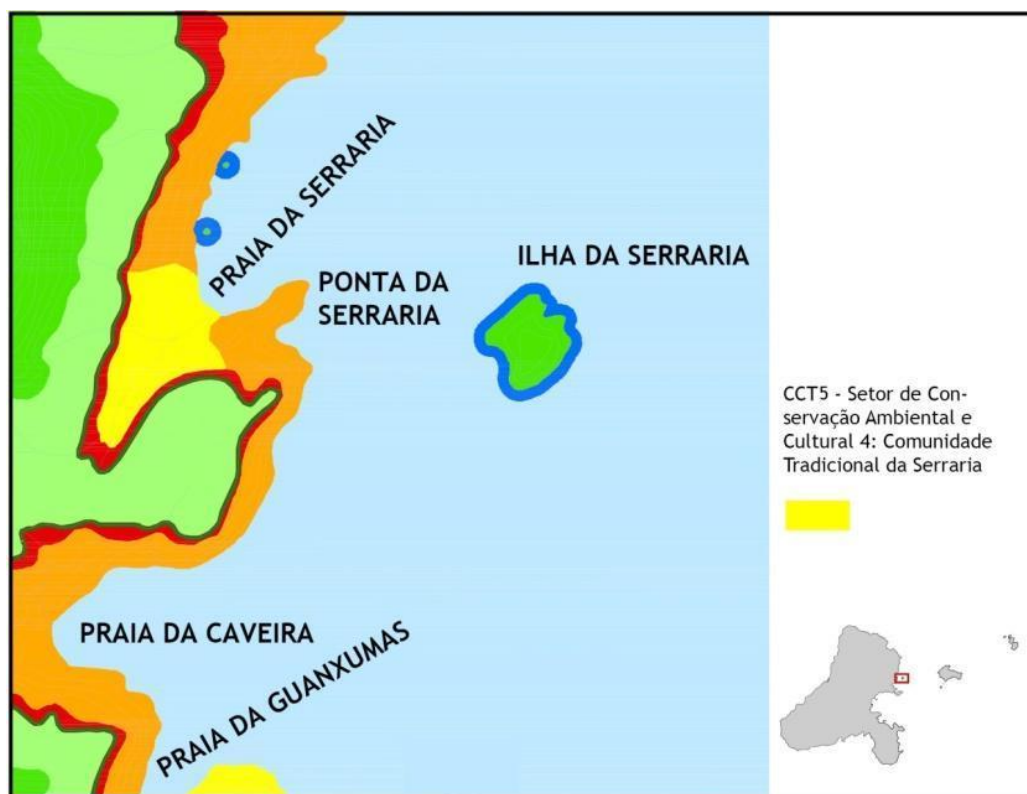 PRAIA DA SERRARIA
ILHA DA SERRARIA
PONTA DA
SERRARIA
CCT5 - Setor de Con-
servação Ambiental e
Cultural 4: Comunidade
Tradicional da Serraria
PRAIA DA CAVEIRA
PRAIA DA GUANXUMAS